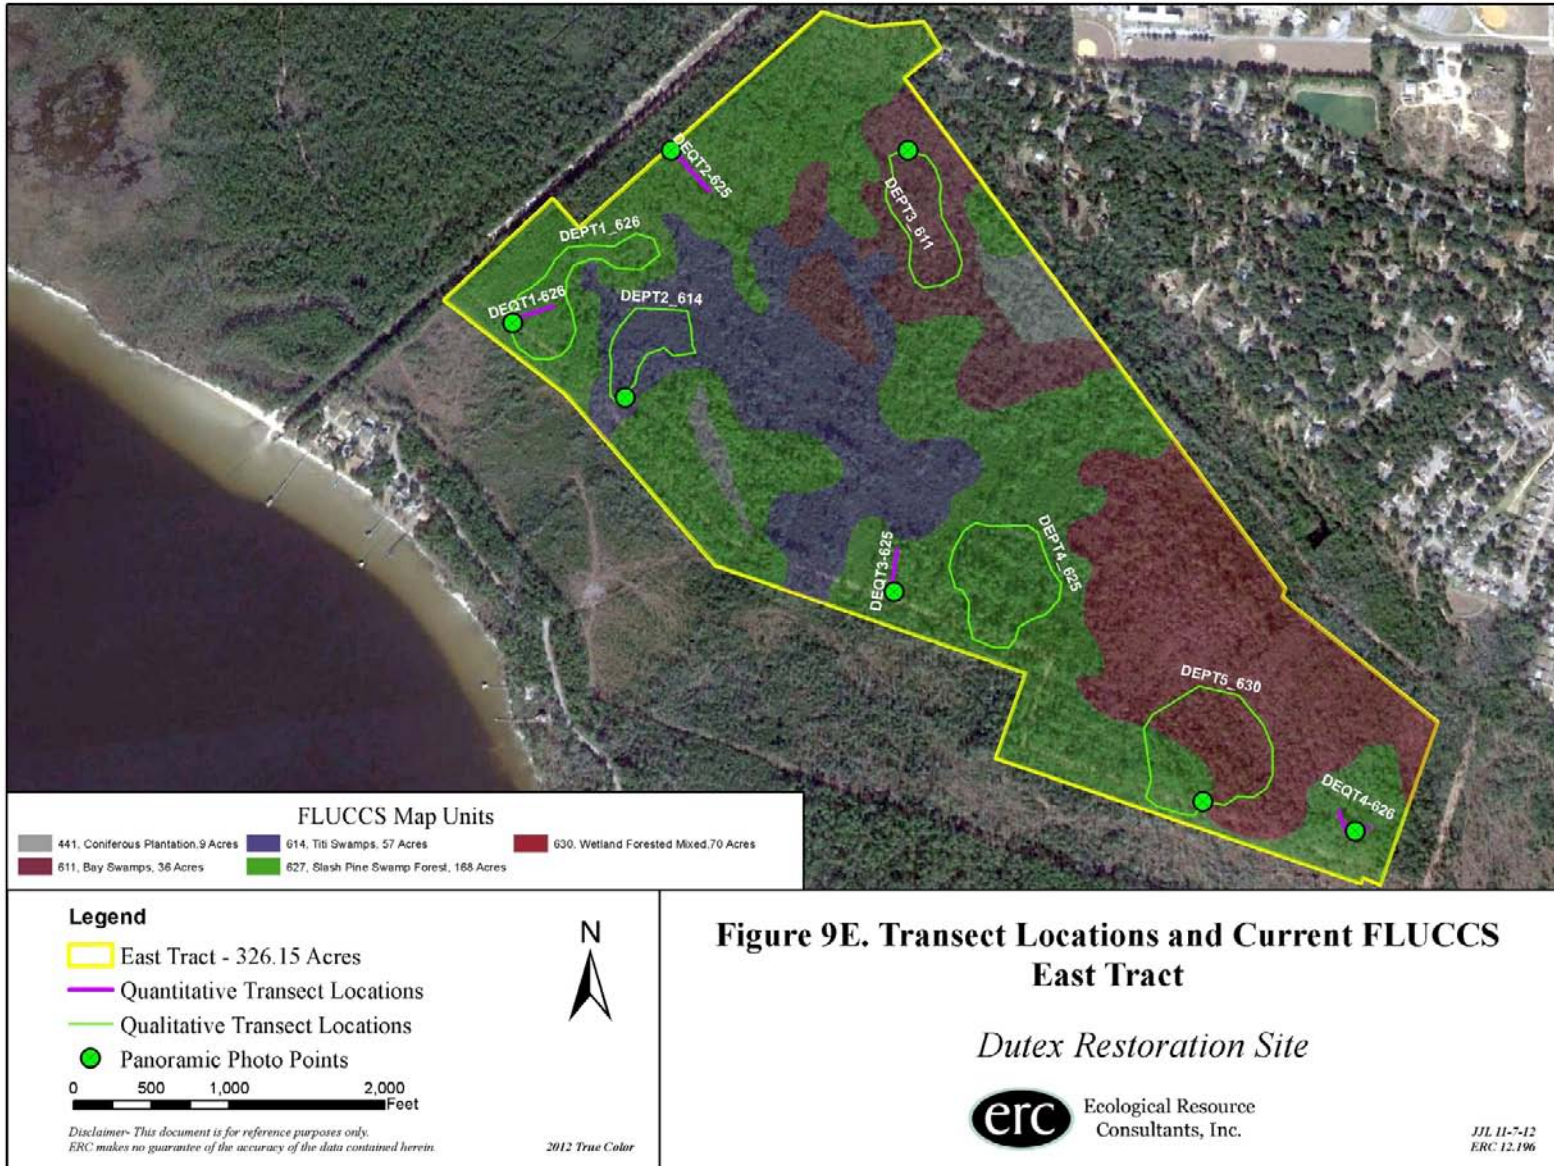 DEQT2-625
DEPT3_611
DEPT1_626
DEQT1-626
DEPT2_614
DEQT3-625
DEPT4_625
DEPT5_630
DEQT4-626
FLUCCS Map Units
441, Coniferous Plantation,9 Acres
614, Titi Swamps, 57 Acres
630, Wetland Forested Mixed,70 Acres
611, Bay Swamps, 36 Acres
627, Slash Pine Swamp Forest, 168 Acres
Legend
East Tract - 326.15 Acres
Quantitative Transect Locations
Qualitative Transect Locations
Panoramic Photo Points
0 500 1,000 2,000
Feet
Disclaimer- This document is for reference purposes only.
ERC makes no guarantee of the accuracy of the data contained herein.
N
2012 True Color
Figure 9E. Transect Locations and Current FLUCCS
East Tract
Dutex Restoration Site
erc
Ecological Resource
Consultants, Inc.
JJL 11-7-12
ERC 12.196